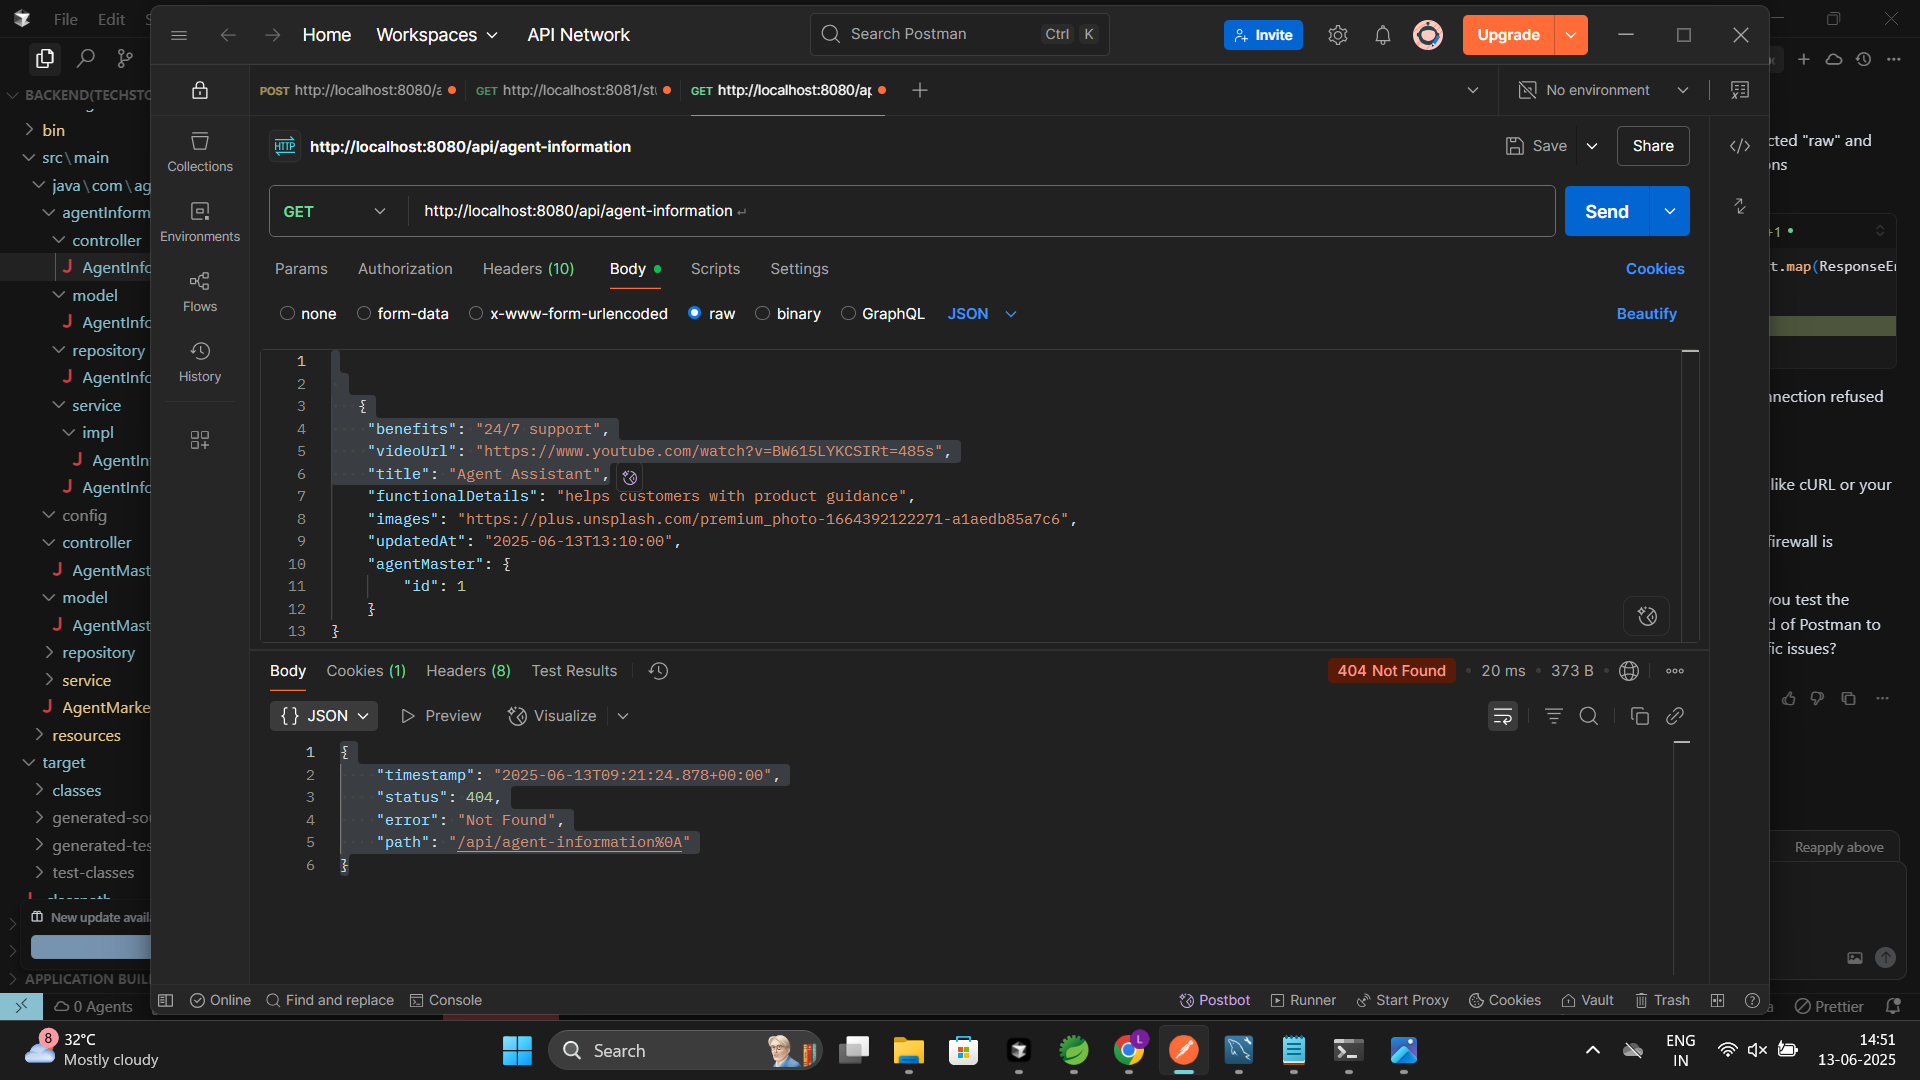 File Edit
Home Workspaces API Network Search Postman Ctrl K Invite Upgrade
BACKEND(TECHSTO
bin
src\main
java\com\ag
agentInform
controller
AgentInfo
model
AgentInfo
repository
AgentInfo
service
impl
AgentIn
AgentInfo
config
controller
AgentMast
model
AgentMast
repository
service
AgentMarke
resources
target
classes
generated-sou
generated-tes
test-classes
New update availa
APPLICATION BUIL
0 Agents
Collections
Environments
Flows
History
POST http://localhost:8080/a GET http://localhost:8081/st GET http://localhost:8080/ap No environment
HTTP http://localhost:8080/api/agent-information Save Share
GET http://localhost:8080/api/agent-information Send
Params Authorization Headers (10) Body Scripts Settings Cookies
none form-data x-www-form-urlencoded raw binary GraphQL JSON Beautify
1
2
3 {
4 "benefits": "24/7 support",
5 "videoUrl": "https://www.youtube.com/watch?v=BW615LYKCSIRt=485s",
6 "title": "Agent Assistant",
7 "functionalDetails": "helps customers with product guidance",
8 "images": "https://plus.unsplash.com/premium_photo-1664392122271-a1aedb85a7c6",
9 "updatedAt": "2025-06-13T13:10:00",
10 "agentMaster": {
11 "id": 1
12 }
13 }
Body Cookies (1) Headers (8) Test Results 404 Not Found 20 ms 373 B
{} JSON Preview Visualize
1 {
2 "timestamp": "2025-06-13T09:21:24.878+00:00",
3 "status": 404,
4 "error": "Not Found",
5 "path": "/api/agent-information%0A"
6 }
Online Find and replace Console Postbot Runner Start Proxy Cookies Vault Trash
cted "raw" and
ons
+1
t.map(ResponseEn
nnection refused
like cURL or your
firewall is
you test the
d of Postman to
fic issues?
Reapply above
Prettier
8 32°C
Mostly cloudy
Search
L
ENG
IN
14:51
13-06-2025